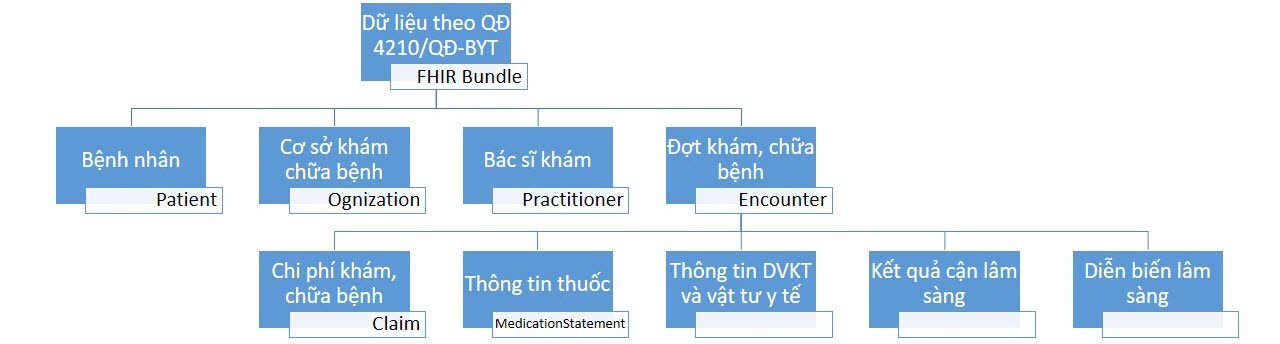 Dữ liệu theo QĐ
4210/QĐ-BYT
FHIR Bundle
Bệnh nhân
Patient
Cơ sở khám
chữa bệnh
Ognization
Bác sĩ khám
Practitioner
Đợt khám, chữa
bệnh
Encounter
Chi phí khám,
chữa bệnh
Claim
Thông tin thuốc
MedicationStatement
Thông tin DVKT
và vật tư y tế
Kết quả cận lâm
sàng
Diễn biến lâm
sàng